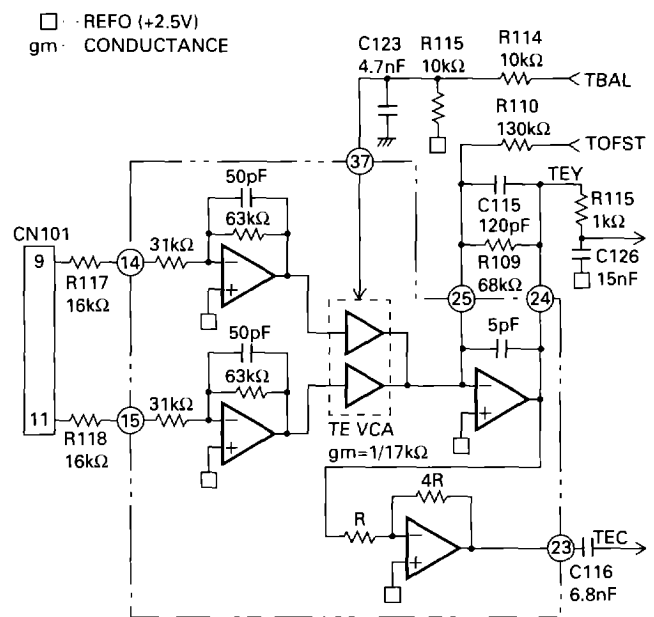 □ · REFO (+2.5V)
gm · CONDUCTANCE
C123
4.7nF
R115
10kΩ
R114
10kΩ
TBAL
R110
130kΩ
TOFST
37
50pF
63kΩ
C115
120pF
R109
68kΩ
TEY
R115
1kΩ
C126
15nF
CN101
9
R117
16kΩ
14
31kΩ
−
+
25
24
50pF
63kΩ
5pF
11
R118
16kΩ
15
31kΩ
−
+
TE VCA
gm=1/17kΩ
−
+
4R
R
−
+
23
TEC
C116
6.8nF